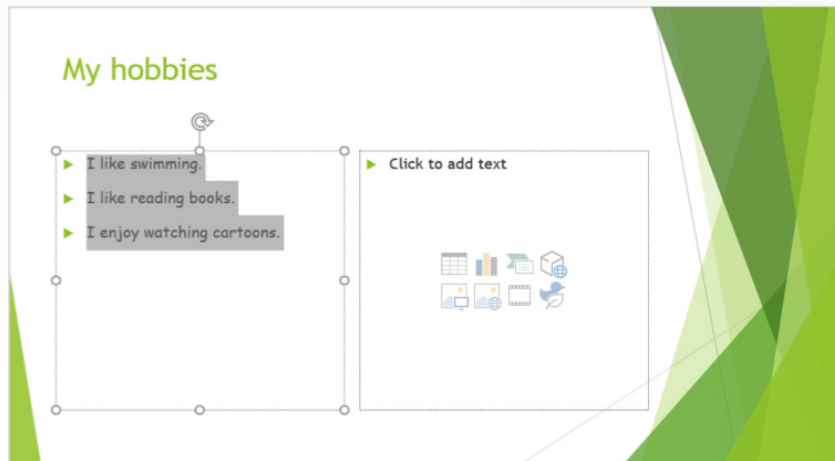 My hobbies
I like swimming.
I like reading books.
I enjoy watching cartoons.
Click to add text